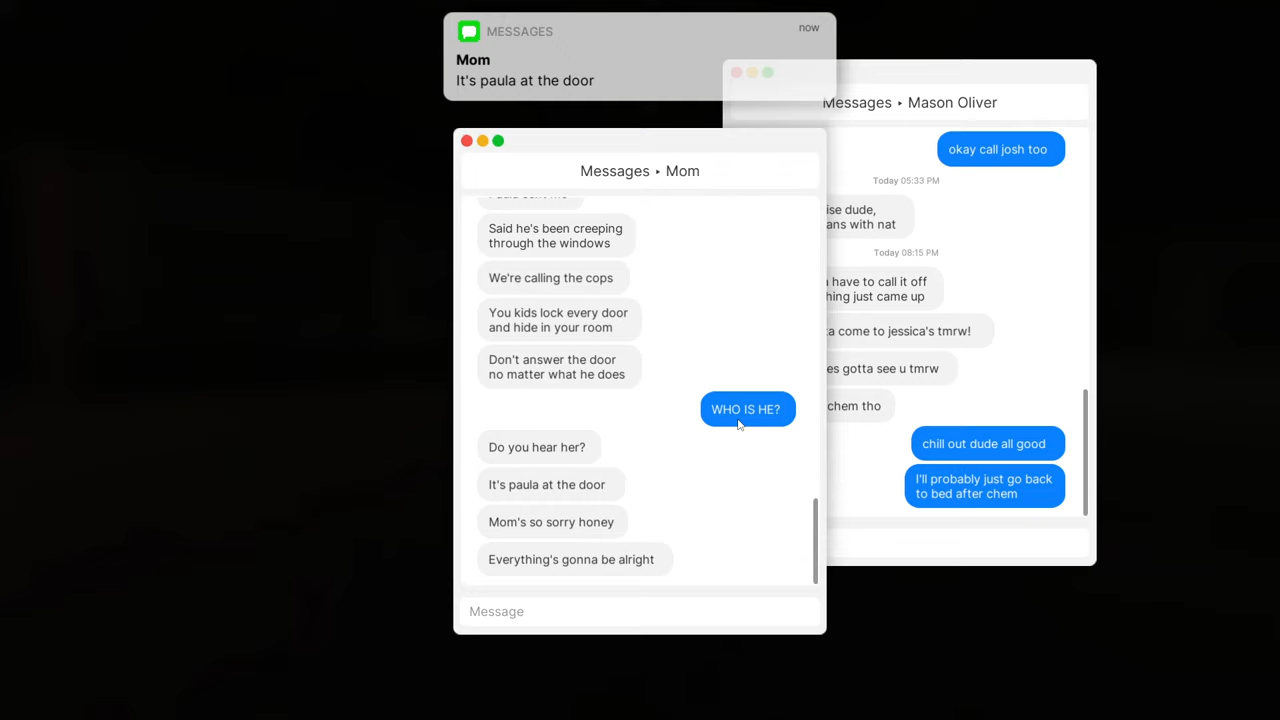 MESSAGES
now
Mom
It's paula at the door
Messages ‣ Mason Oliver
okay call josh too
Today 05:33 PM
dude,
with nat
Today 08:15 PM
have to call it off
just came up
come to jessica's tmrw!
gotta see u tmrw
chem tho
chill out dude all good
I'll probably just go back
to bed after chem
Messages ‣ Mom
Said he's been creeping
through the windows
We're calling the cops
You kids lock every door
and hide in your room
Don't answer the door
no matter what he does
WHO IS HE?
Do you hear her?
It's paula at the door
Mom's so sorry honey
Everything's gonna be alright
Message